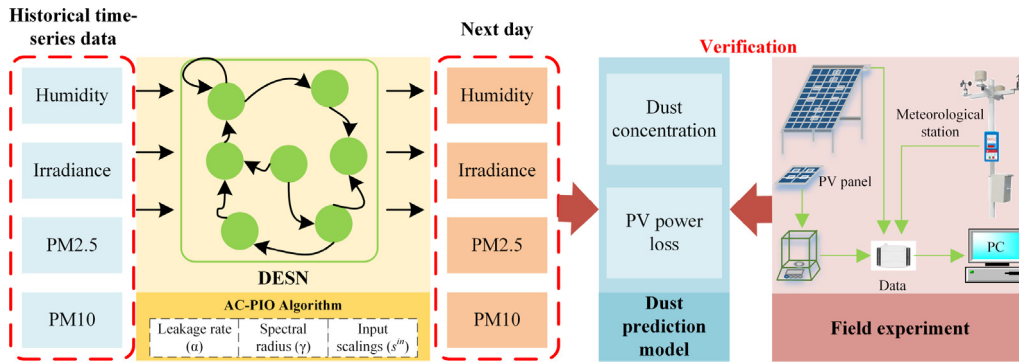 Historical time-
series data
Humidity
Irradiance
PM2.5
PM10
DESN
AC-PIO Algorithm
Leakage rate
(α)
Spectral
radius (γ)
Input
scalings (s^in)
Next day
Humidity
Irradiance
PM2.5
PM10
Verification
Dust
concentration
PV power
loss
Dust
prediction
model
Meteorological
station
PV panel
PC
Data
Field experiment